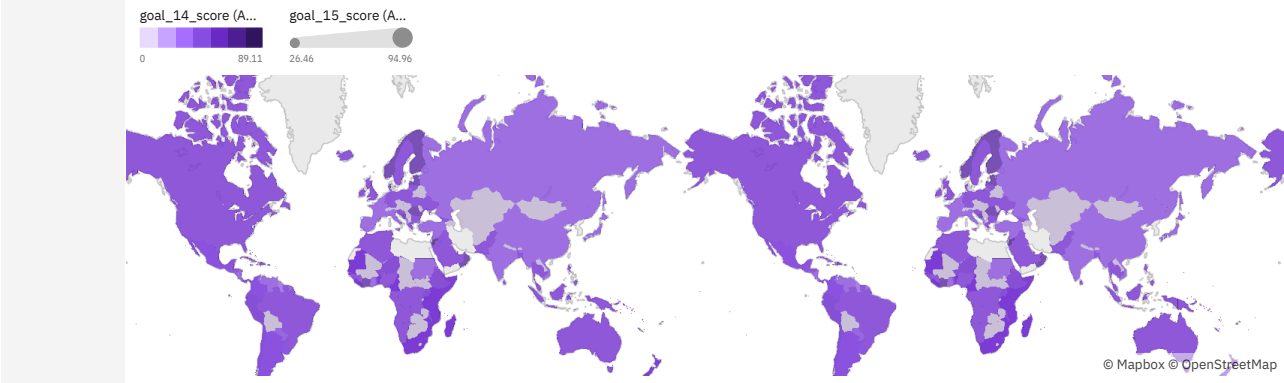 goal_14_score (A...
goal_15_score (A...
0
89.11
26.46
94.96
© Mapbox © OpenStreetMap